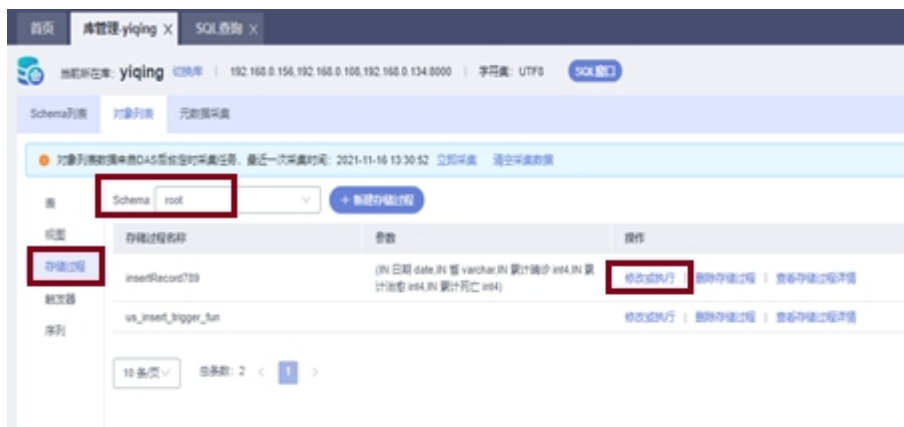 首页 库管理-yiqing X SQL查询 X
当前所在库: yiqing 切换库 | 192.168.0.156,192.168.0.100,192.168.0.134:8000 | 字符集: UTF8 SQL窗口
Schema列表 对象列表 元数据采集
对象列表数据来自DAS后台定时采集任务，最近一次采集时间: 2021-11-16 13:30:52 立即采集 清空采集数据
表 Schema: root + 新建存储过程
视图 存储过程名称 参数 操作
存储过程 insertRecord789 (IN 日期 date,IN 省 varchar,IN 累计确诊 int4,IN 累计治愈 int4,IN 累计死亡 int4) 修改或执行 | 删除存储过程 | 查看存储过程详情
触发器 us_insert_trigger_fun 修改或执行 | 删除存储过程 | 查看存储过程详情
序列
10 条/页 总条数: 2 < 1 >